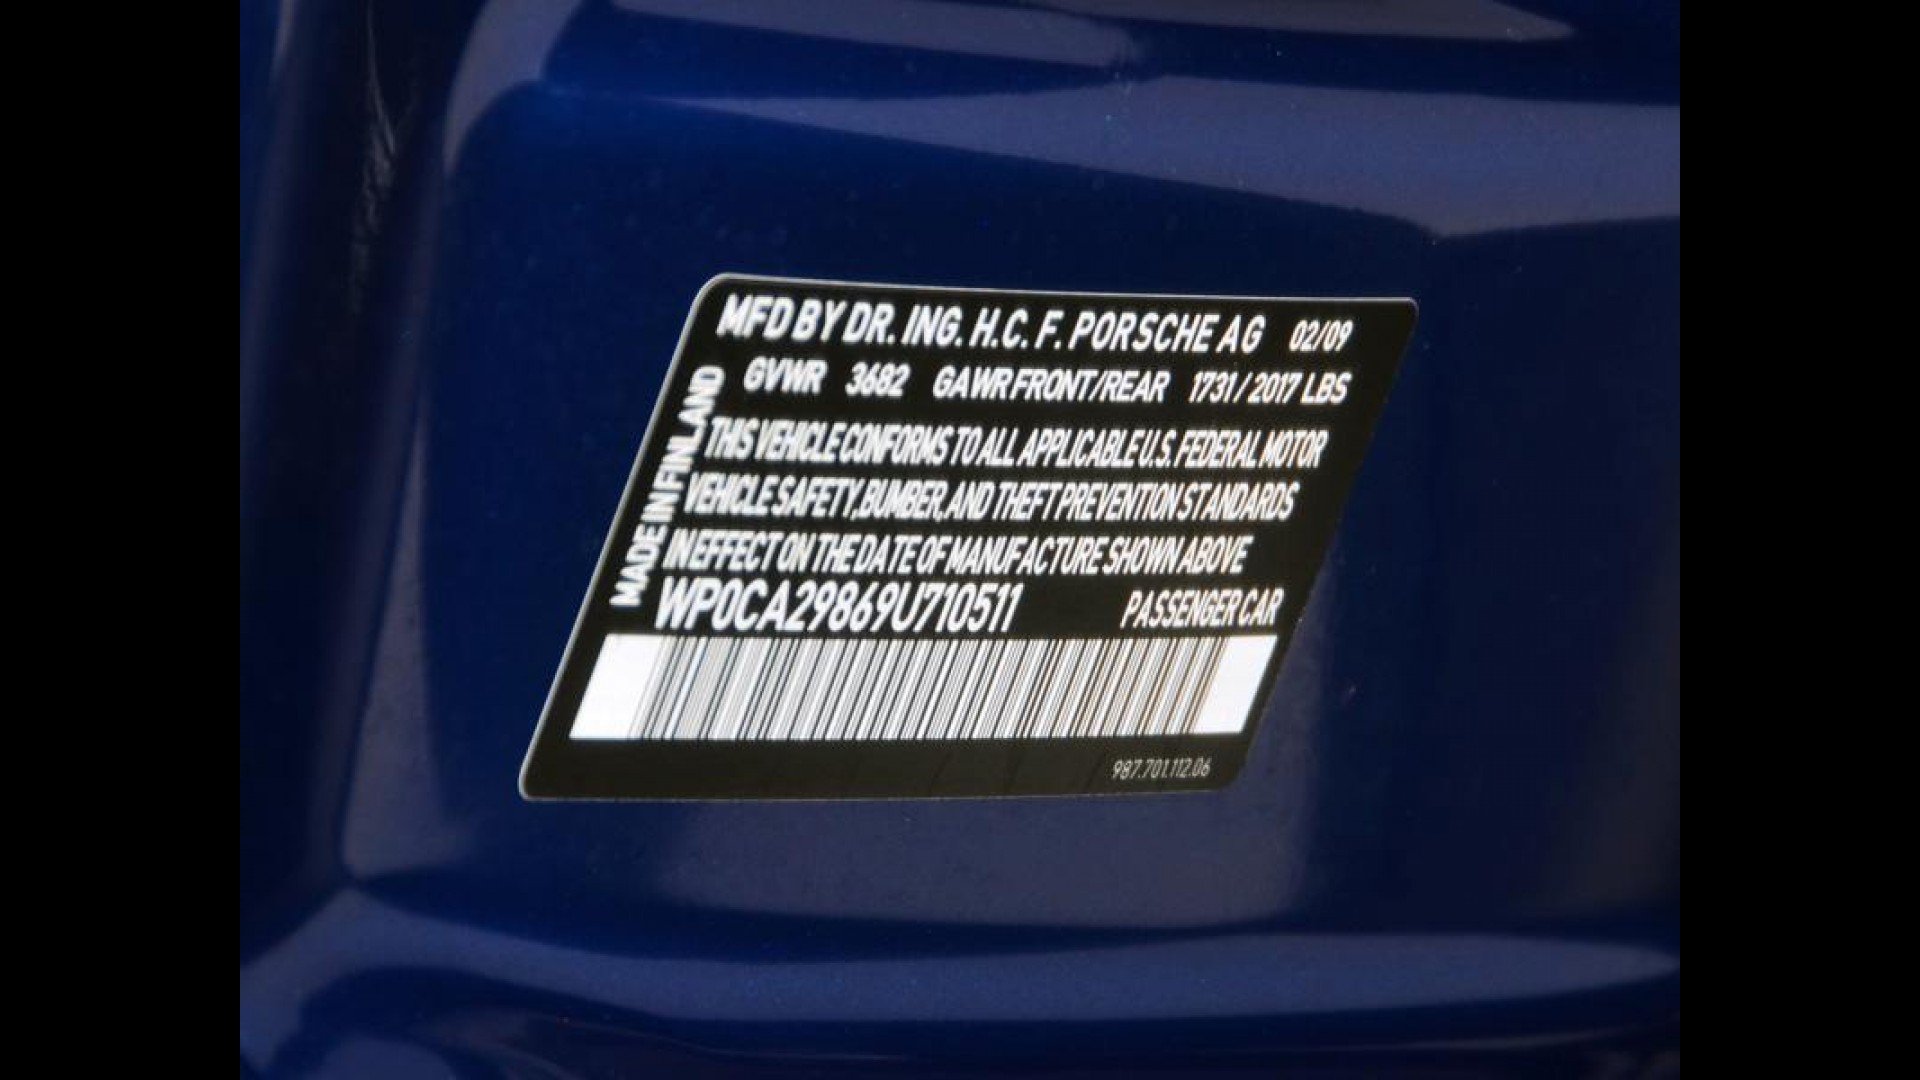 MFD BY DR. ING. H.C. F. PORSCHE AG 02/09
GVWR 3682 GAWR FRONT/REAR 1731/2017 LBS
MADE IN FINLAND
THIS VEHICLE CONFORMS TO ALL APPLICABLE U.S. FEDERAL MOTOR
VEHICLE SAFETY, BUMBER, AND THEFT PREVENTION STANDARDS
IN EFFECT ON THE DATE OF MANUFACTURE SHOWN ABOVE
WP0CA29869U710511 PASSENGER CAR
987.701.112.06